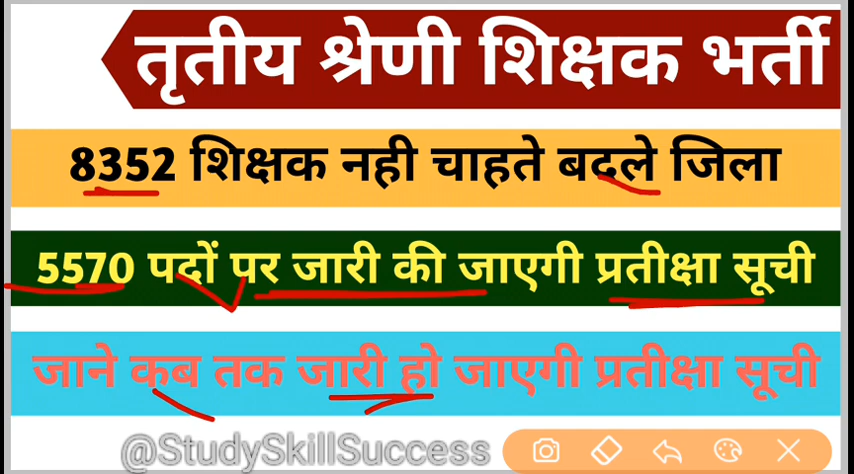 तृतीय श्रेणी शिक्षक भर्ती
8352 शिक्षक नही चाहते बदले जिला
5570 पदों पर जारी की जाएगी प्रतीक्षा सूची
जाने कब तक जारी हो जाएगी प्रतीक्षा सूची
@StudySkillSuccess